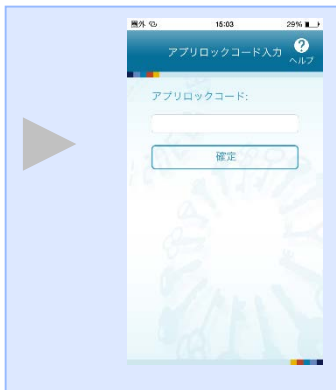 圏外 15:03 29%
アプリロックコード入力 ?
ヘルプ
アプリロックコード:
確定